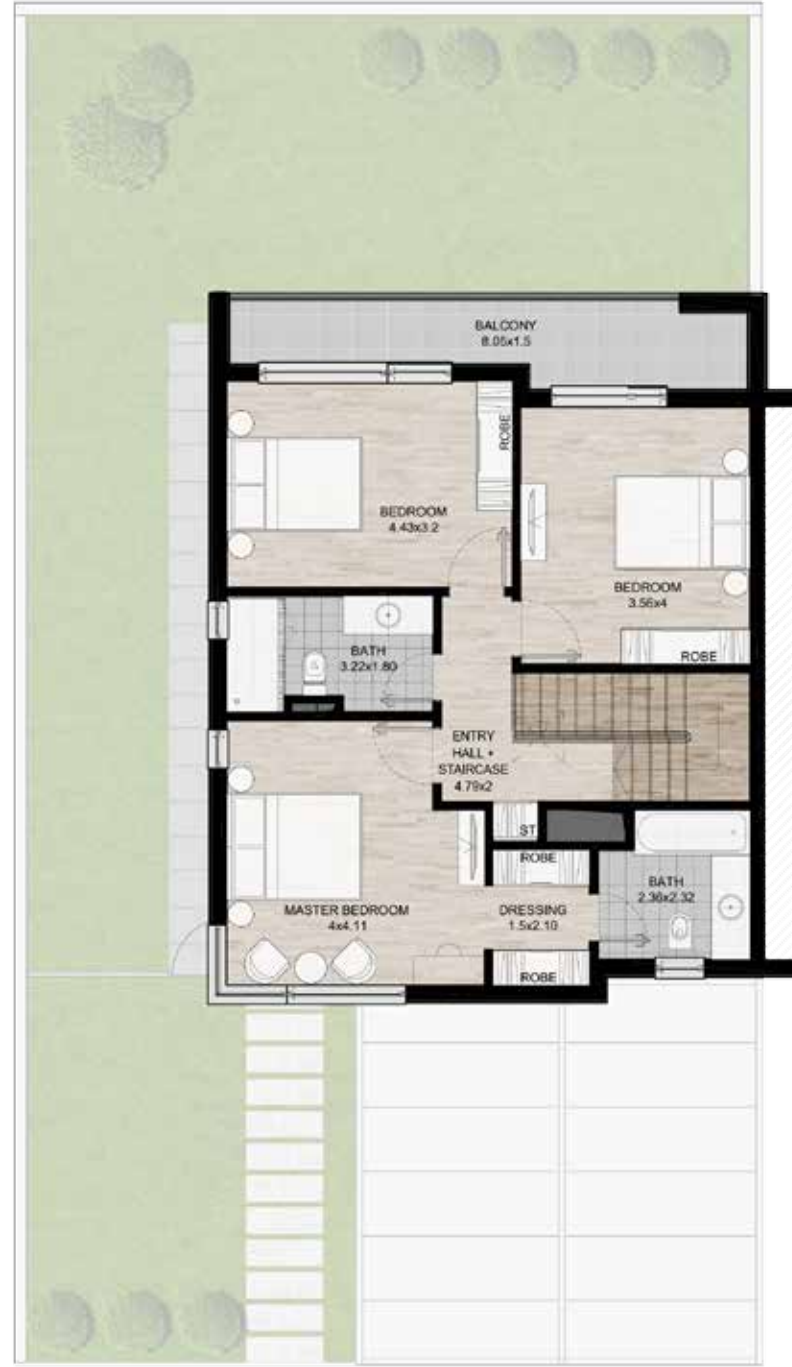 BALCONY
8.05x1.5
ROBE
BEDROOM
4.43x3.2
BEDROOM
3.56x4
ROBE
BATH
3.22x1.80
ENTRY
HALL +
STAIRCASE
4.79x2
ST
ROBE
BATH
2.36x2.32
MASTER BEDROOM
4x4.11
DRESSING
1.5x2.10
ROBE